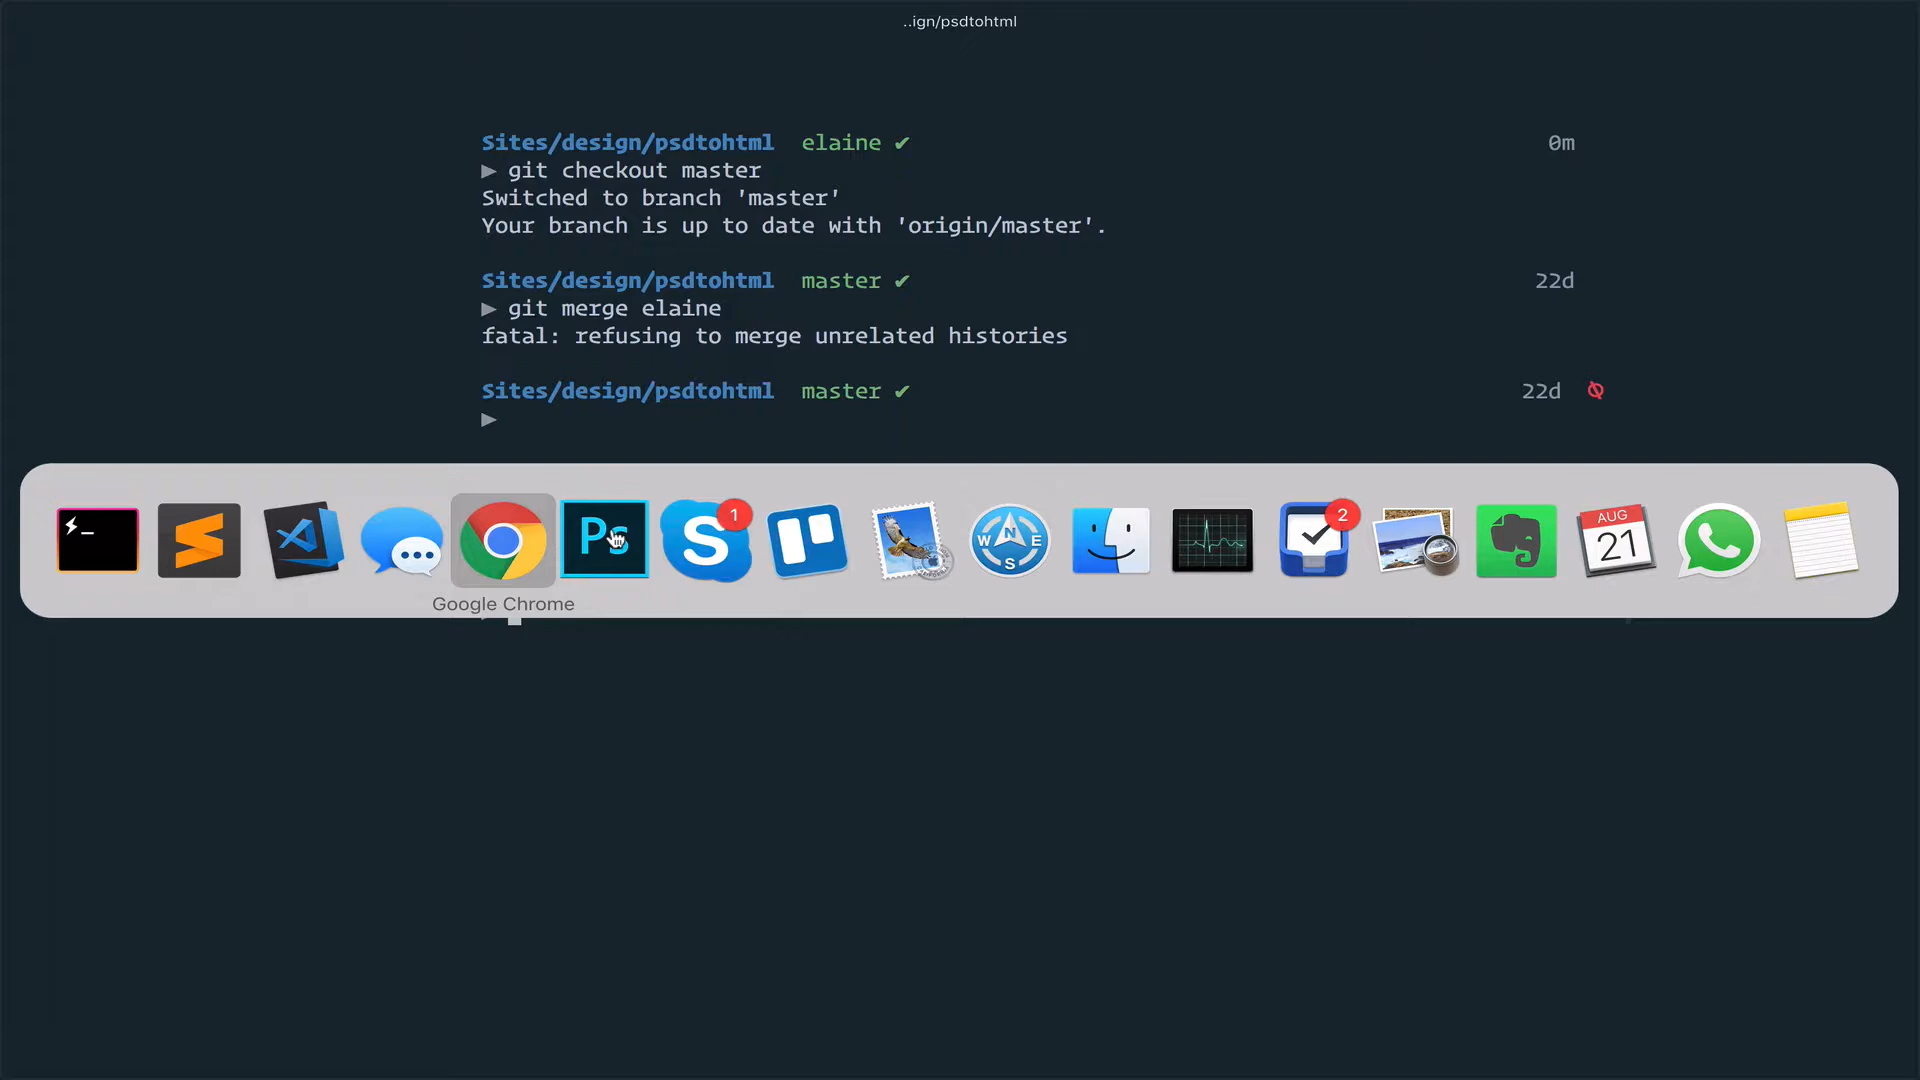 ..ign/psdtohtml
Sites/design/psdtohtml elaine ✔ 0m
▶ git checkout master
Switched to branch 'master'
Your branch is up to date with 'origin/master'.
Sites/design/psdtohtml master ✔ 22d
▶ git merge elaine
fatal: refusing to merge unrelated histories
Sites/design/psdtohtml master ✔ 22d
▶
Ps
S 1
N
W E
S
2
AUG
21
Google Chrome